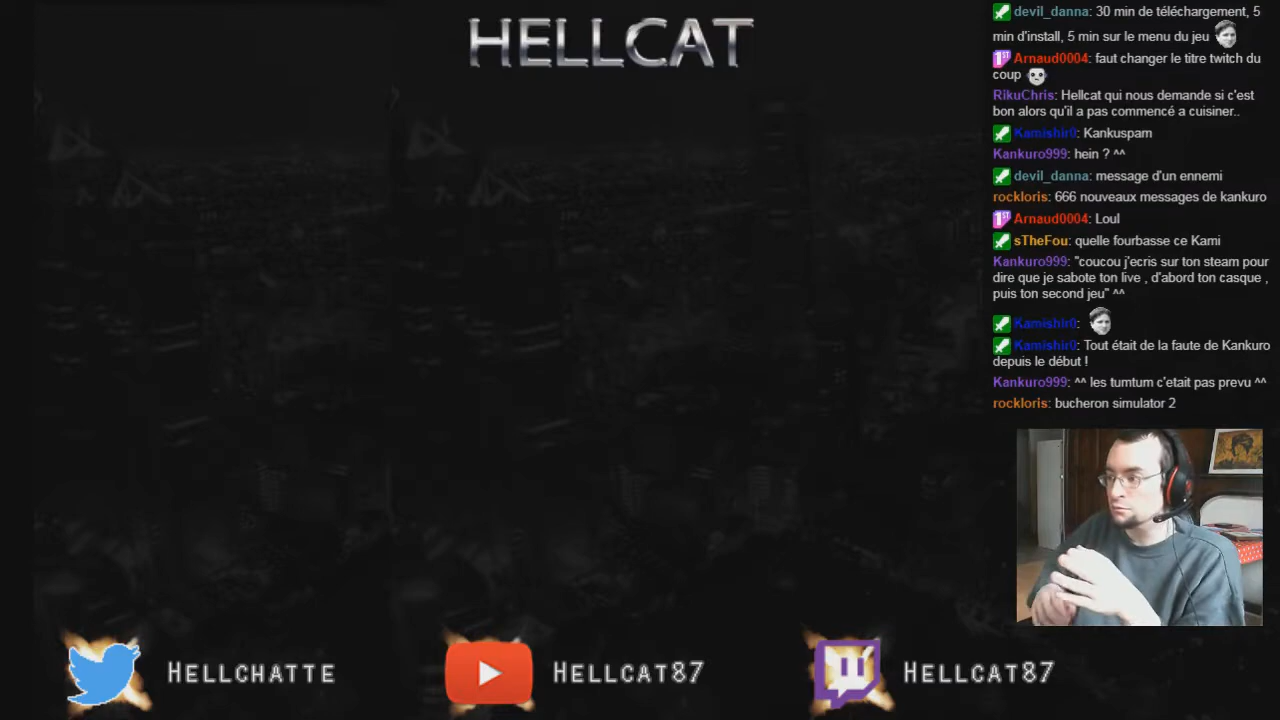 HELLCAT
devil_danna: 30 min de téléchargement, 5
min d'install, 5 min sur le menu du jeu
1ST Arnaud0004: faut changer le titre twitch du
coup
RikuChris: Hellcat qui nous demande si c'est
bon alors qu'il a pas commencé a cuisiner..
Kamishir0: Kankuspam
Kankuro999: hein ? ^^
devil_danna: message d'un ennemi
rockloris: 666 nouveaux messages de kankuro
1ST Arnaud0004: Loul
sTheFou: quelle fourbasse ce Kami
Kankuro999: "coucou j'ecris sur ton steam pour
dire que je sabote ton live , d'abord ton casque ,
puis ton second jeu" ^^
Kamishir0:
Kamishir0: Tout était de la faute de Kankuro
depuis le début !
Kankuro999: ^^ les tumtum c'etait pas prevu ^^
rockloris: bucheron simulator 2
HELLCHATTE
HELLCAT87
HELLCAT87